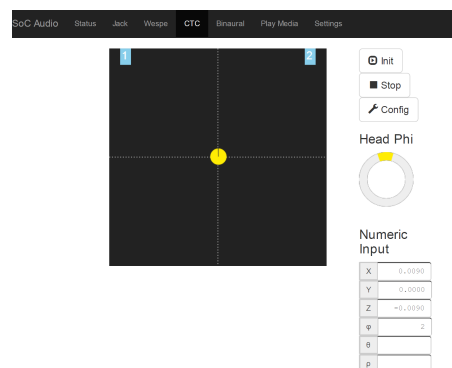 SoC Audio Status Jack Wespe CTC Binaural Play Media Settings
1 2
Init
Stop
Config
Head Phi
Numeric
Input
X 0.0090
Y 0.0000
Z -0.0090
φ 2
θ
ρ